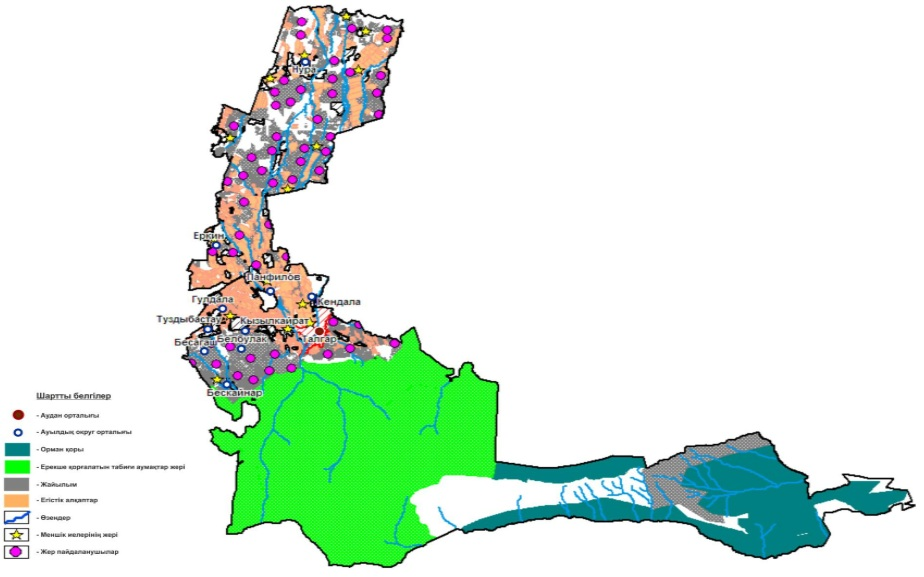 Нура
Еркин
Панфилов
Гулдала
Кендала
Туздыбастау
Кызылкайрат
Бесагаш
Белбулак
Талгар
Бескайнар
Шартты белгілер
- Аудан орталығы
- Ауылдық округ орталығы
- Орман қоры
- Ерекше қорғалатын табиғи аумақтар жері
- Жайылым
- Егістік алқаптар
- Өзендер
- Меншік иелерінің жері
- Жер пайдаланушылар